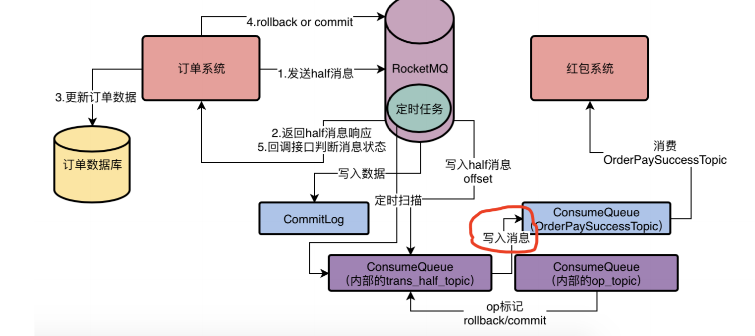 4.rollback or commit
订单系统
1.发送half消息
RocketMQ
红包系统
3.更新订单数据
定时任务
2.返回half消息响应
5.回调接口判断消息状态
写入half消息
offset
消费
OrderPaySuccessTopic
订单数据库
写入数据
定时扫描
CommitLog
ConsumeQueue
（OrderPaySuccessTopic）
写入消息
ConsumeQueue
（内部的trans_half_topic）
ConsumeQueue
（内部的op_topic）
op标记
rollback/commit